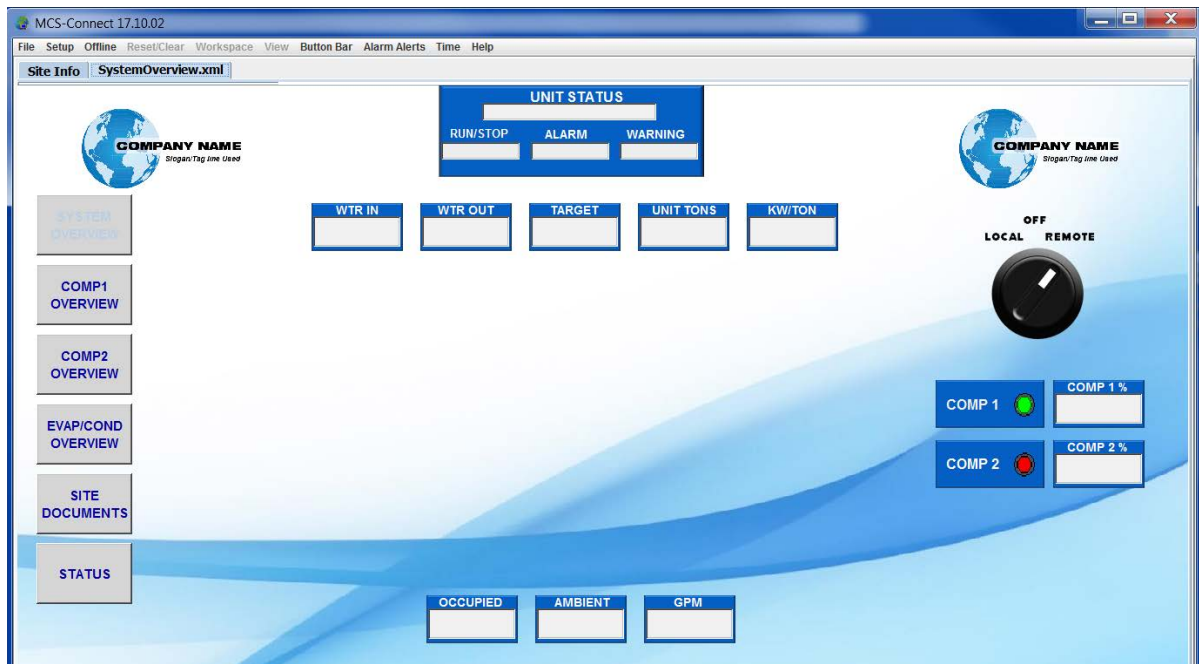 MCS-Connect 17.10.02
File Setup Offline Reset/Clear Workspace View Button Bar Alarm Alerts Time Help
Site Info SystemOverview.xml
UNIT STATUS
RUN/STOP ALARM WARNING
COMPANY NAME
Slogan/Tag line Used
COMPANY NAME
Slogan/Tag line Used
SYSTEM
OVERVIEW
WTR IN WTR OUT TARGET UNIT TONS KW/TON
OFF
LOCAL REMOTE
COMP1
OVERVIEW
COMP2
OVERVIEW
COMP 1 COMP 1 %
EVAP/COND
OVERVIEW
COMP 2 COMP 2 %
SITE
DOCUMENTS
STATUS
OCCUPIED AMBIENT GPM